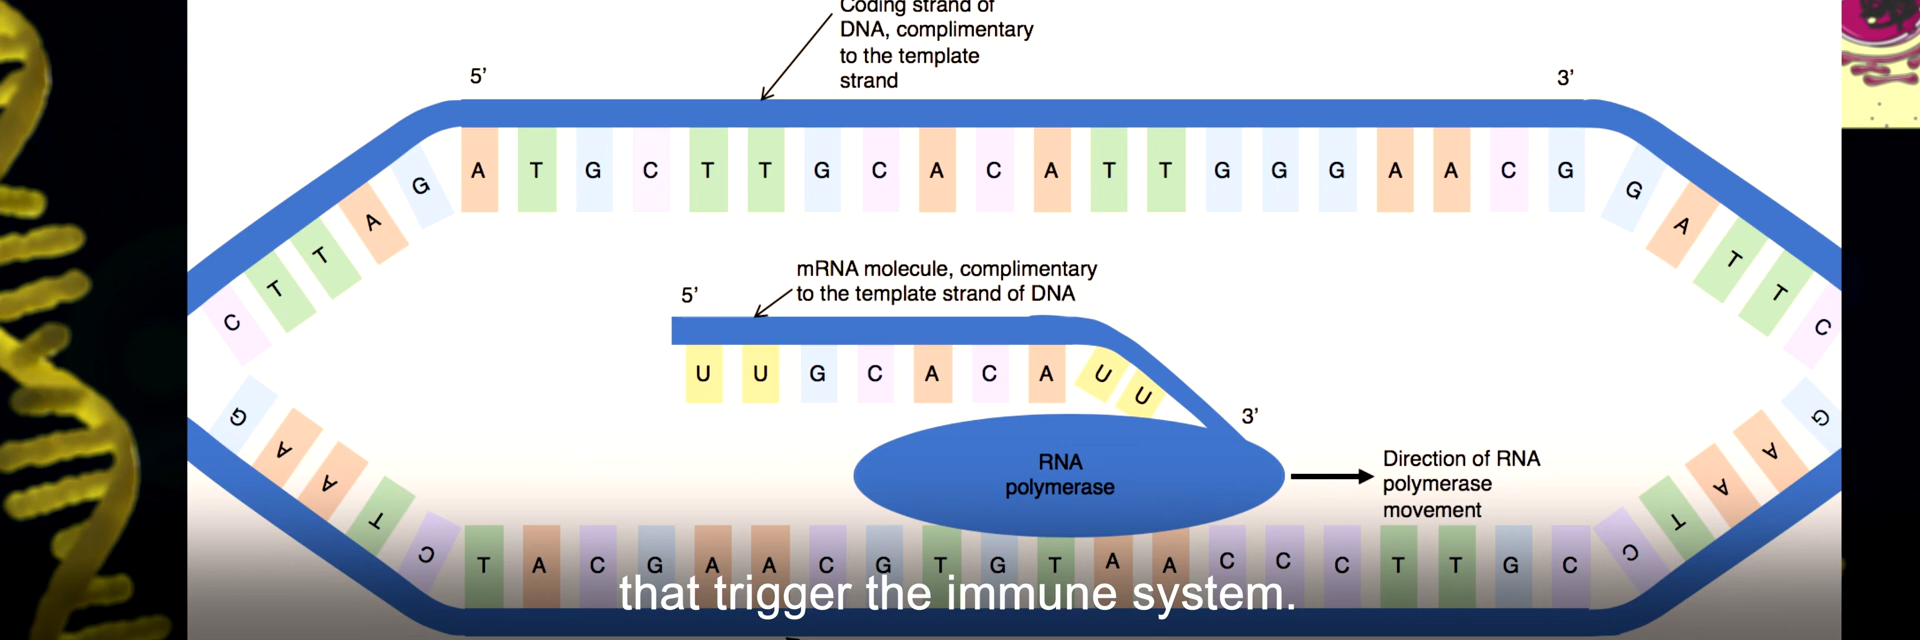 Coding strand of
DNA, complimentary
to the template
strand
5’
3’
C T T A G A T G C T T G C A C A T T G G G A A C G G A T T C
mRNA molecule, complimentary
to the template strand of DNA
5’
U U G C A C A U U
3’
RNA
polymerase
Direction of RNA
polymerase
movement
G A A T C T A C G A A C G T G T A A C C C T T G C C T A A G
that trigger the immune system.